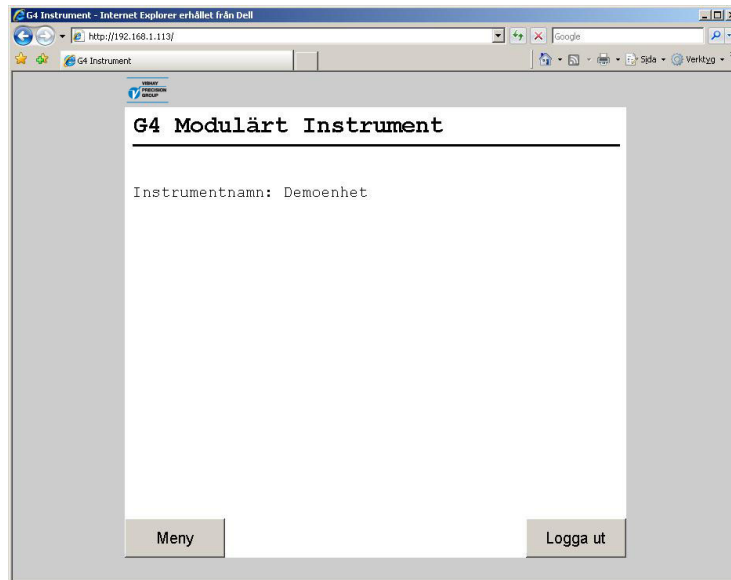 G4 Instrument - Internet Explorer erhållet från Dell
http://192.168.1.113/
Google
G4 Instrument
Sida
Verktyg
VISHAY
PRECISION
GROUP
G4 Modulärt Instrument
Instrumentnamn: Demoenhet
Meny
Logga ut